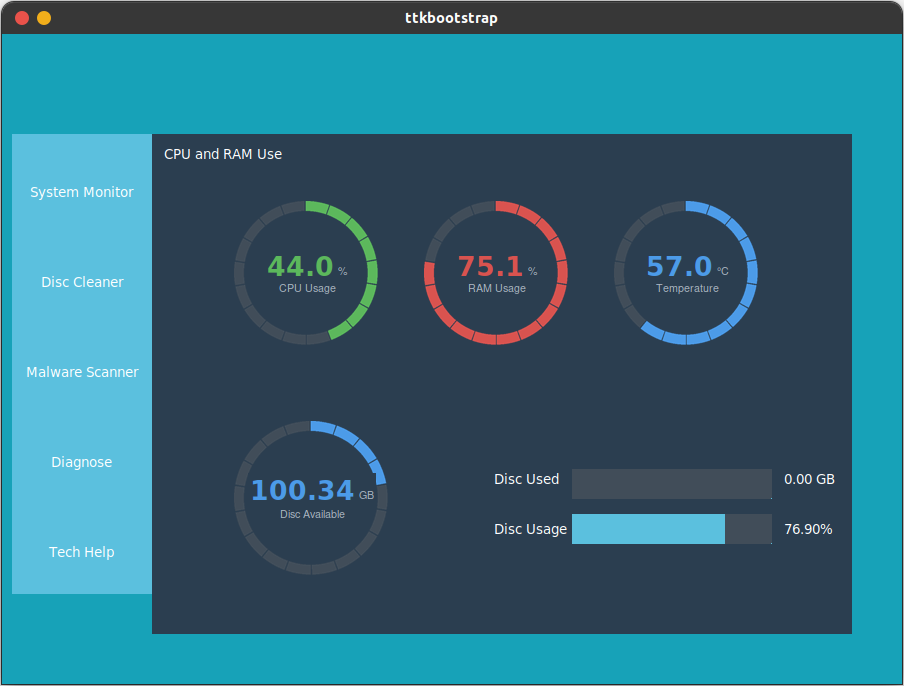 ttkbootstrap
CPU and RAM Use
System Monitor
Disc Cleaner
Malware Scanner
Diagnose
Tech Help
44.0 %
CPU Usage
75.1 %
RAM Usage
57.0 °C
Temperature
100.34 GB
Disc Available
Disc Used 0.00 GB
Disc Usage 76.90%